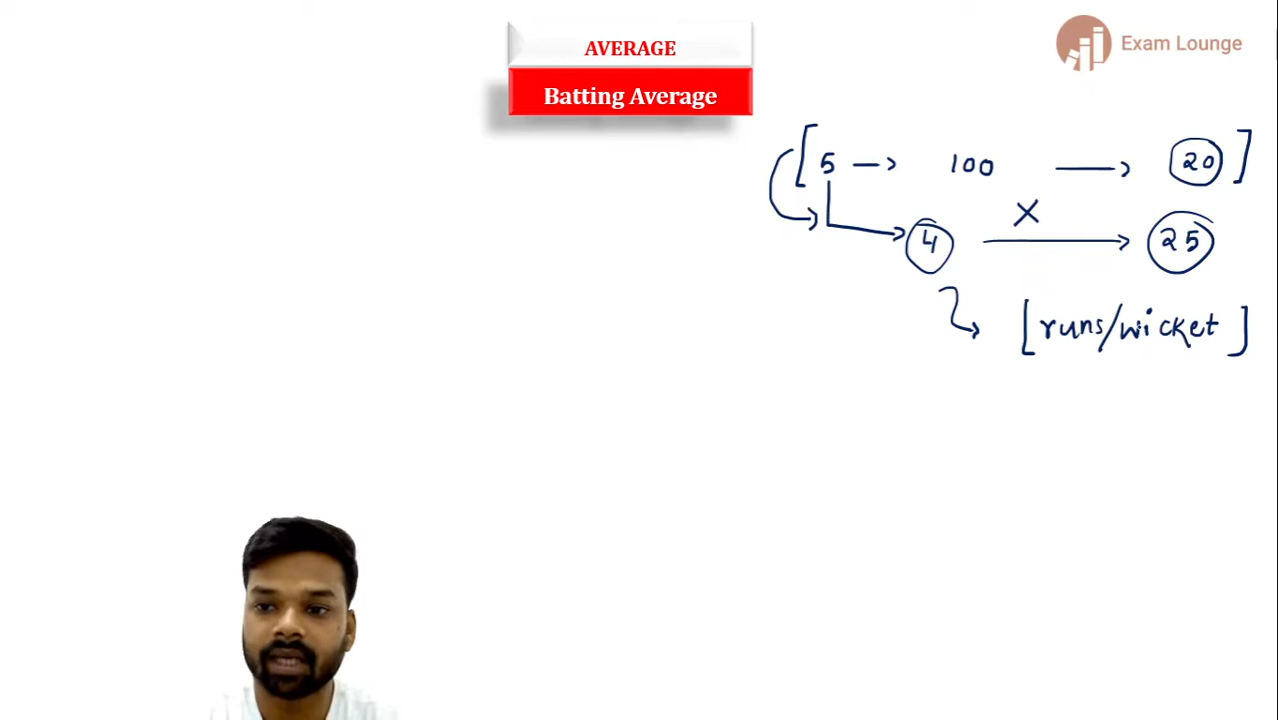 AVERAGE
Exam Lounge
Batting Average
[5 → 100 → 20]
4 × → 25
[runs/wicket]